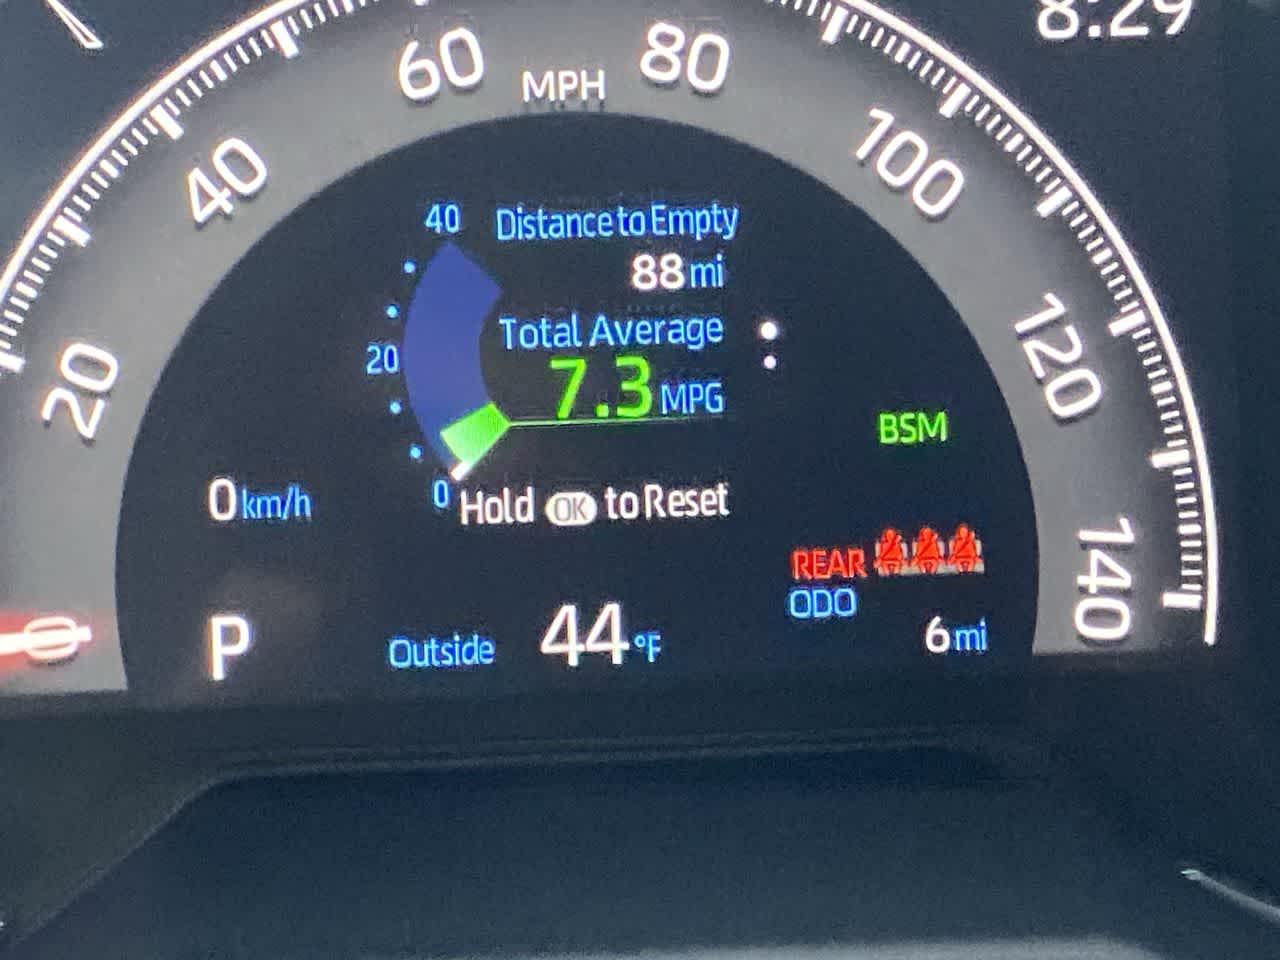 8:29
60
MPH
80
40
100
20
120
140
0
40
Distance to Empty
88 mi
Total Average
20
7.3 MPG
BSM
0 km/h
0
Hold OK to Reset
REAR
ODO
P
Outside 44 °F
6 mi